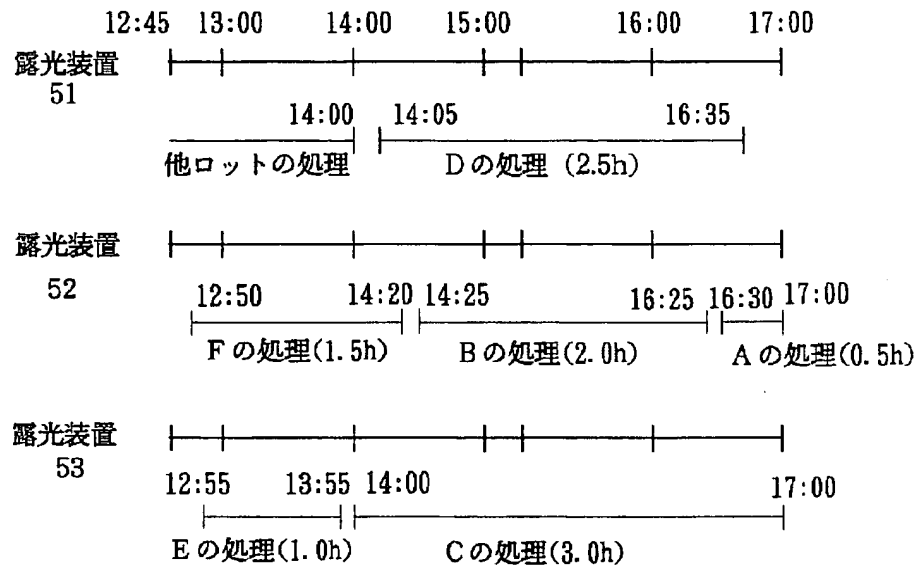 12:45 13:00 14:00 15:00 16:00 17:00
露光装置
51
14:00 14:05 16:35
他ロットの処理 Dの処理 (2.5h)
露光装置
52
12:50 14:20 14:25 16:25 16:30 17:00
Fの処理(1.5h) Bの処理(2.0h) Aの処理(0.5h)
露光装置
53
12:55 13:55 14:00 17:00
Eの処理(1.0h) Cの処理(3.0h)